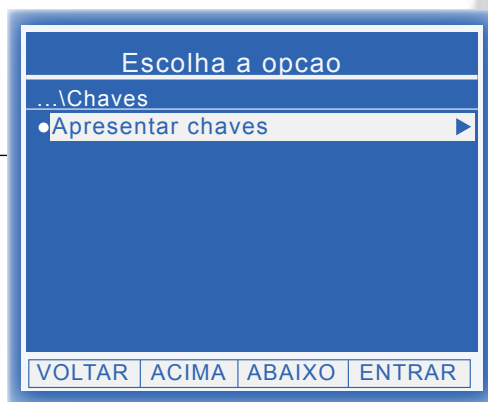 Escolha a opcao
...\Chaves
●Apresentar chaves ▶
VOLTAR ACIMA ABAIXO ENTRAR